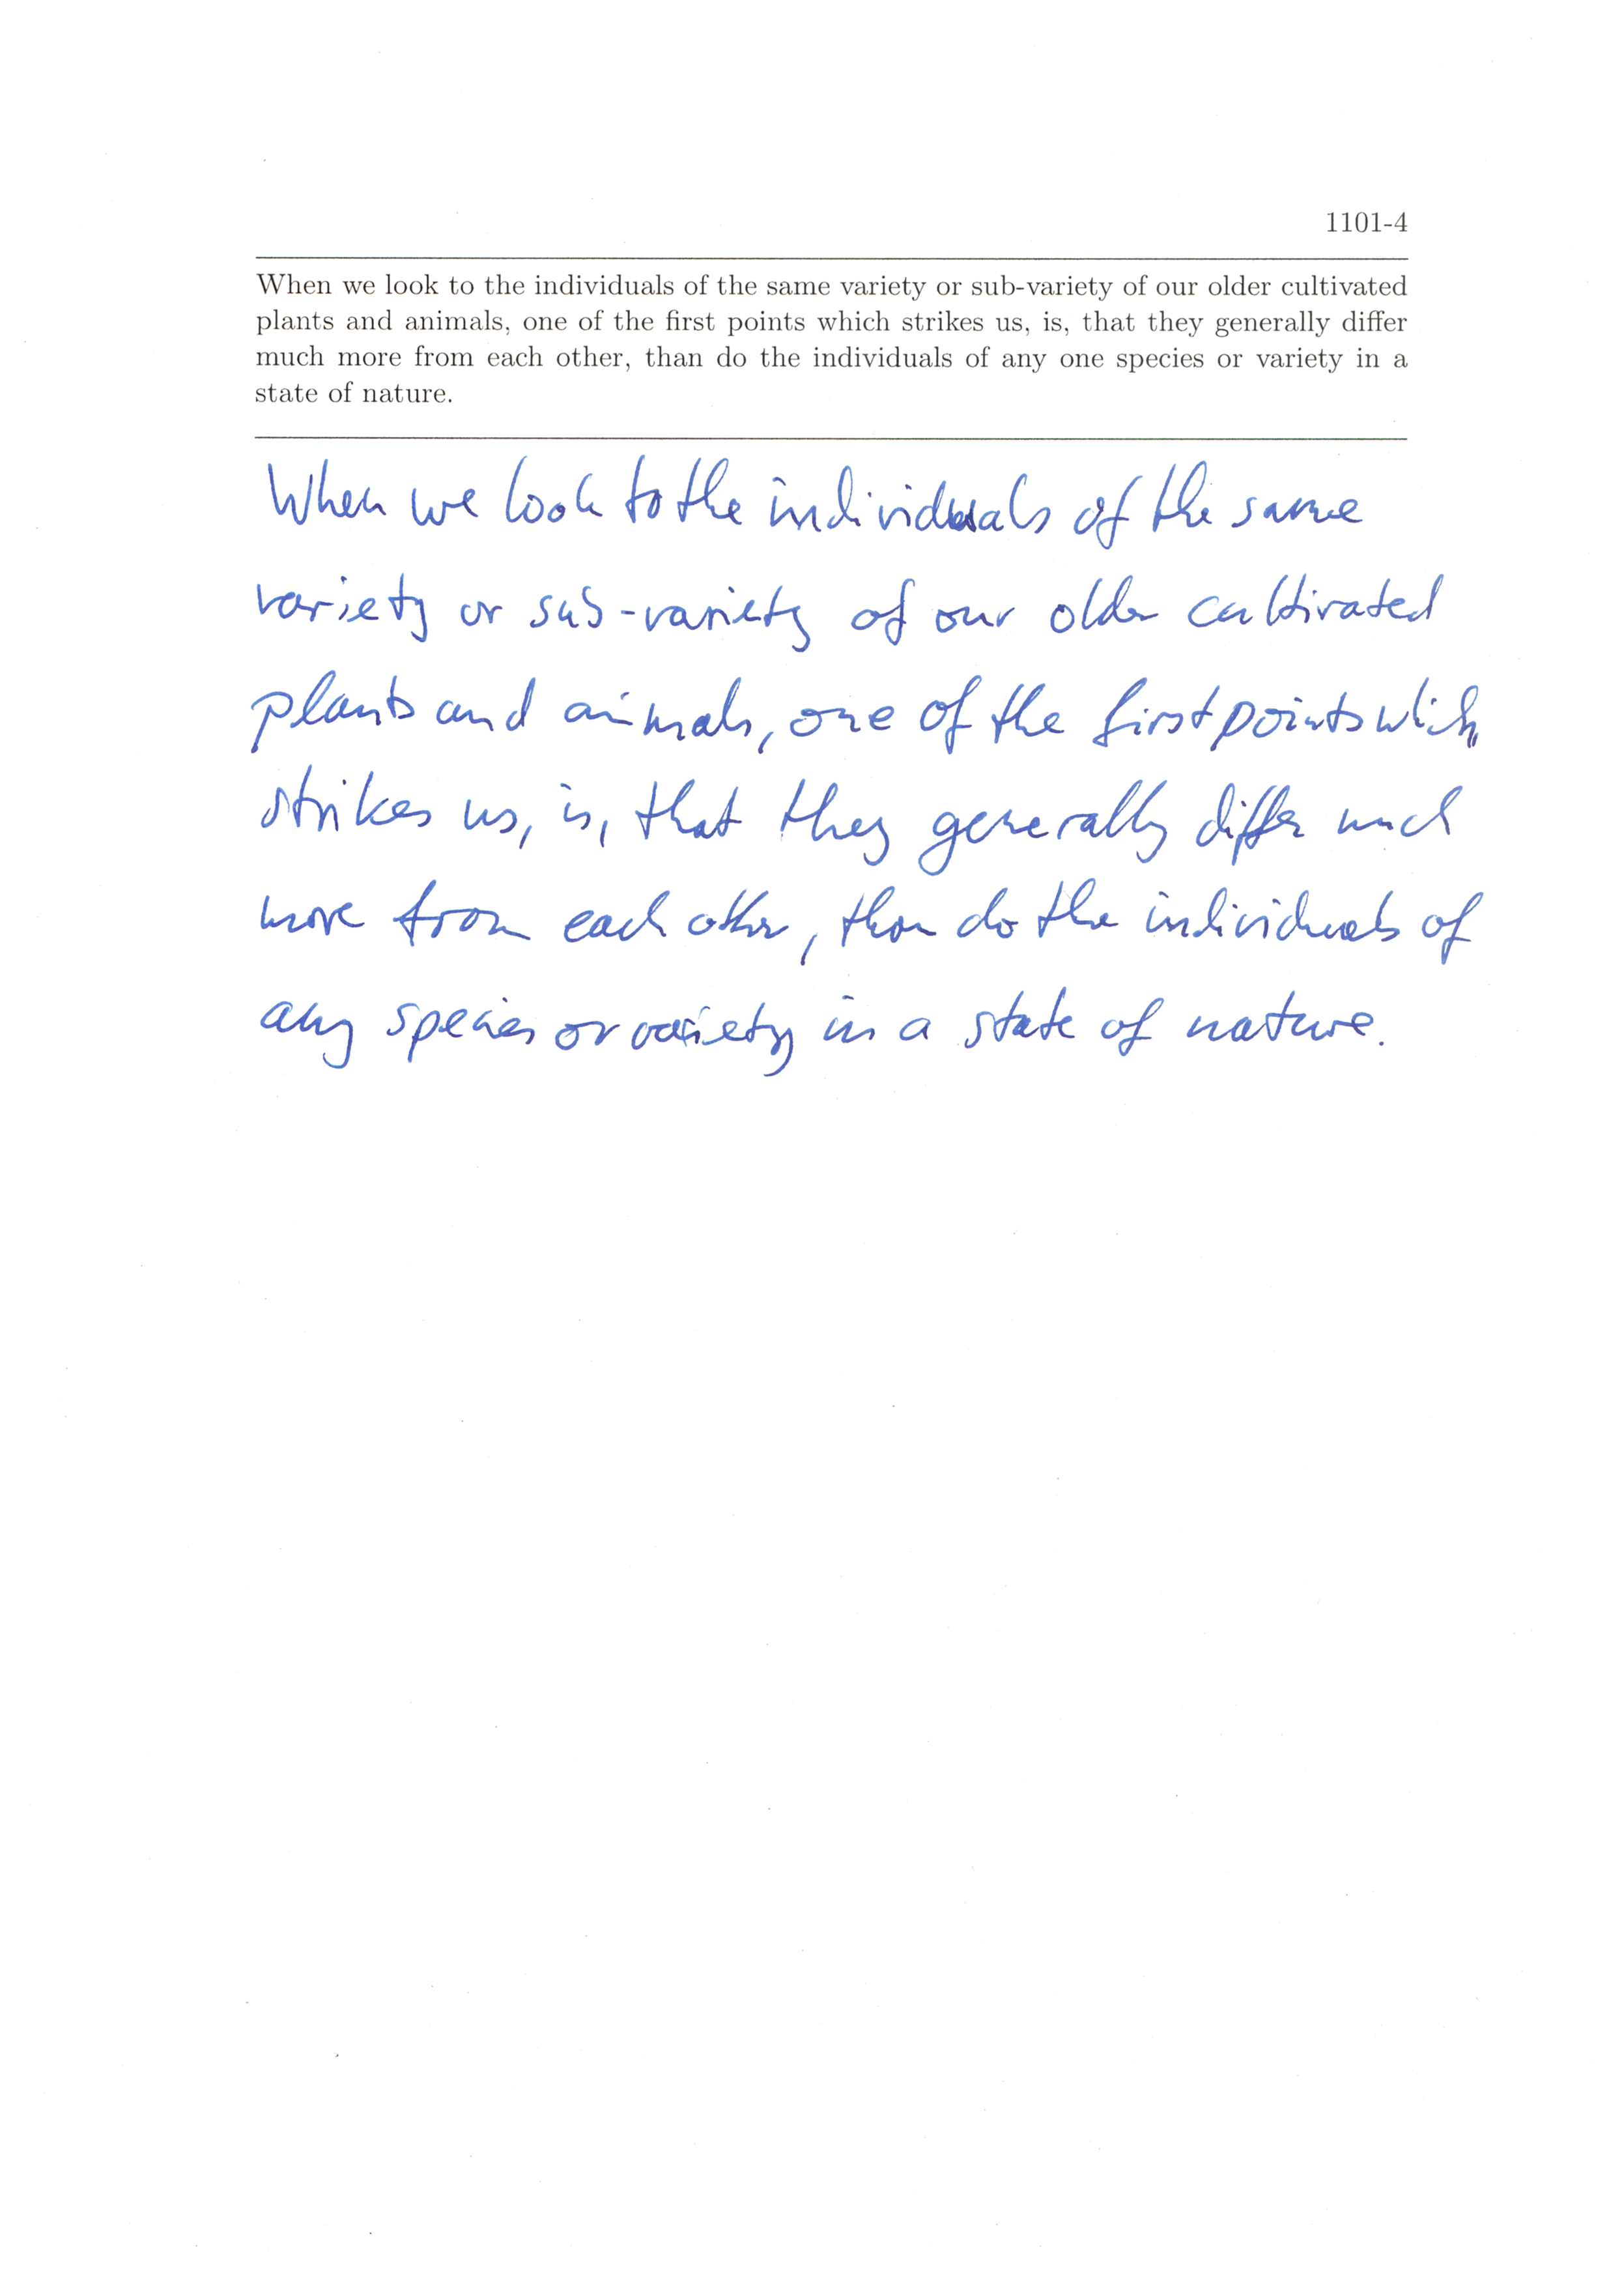 1101-4
When we look to the individuals of the same variety or sub-variety of our older cultivated
plants and animals, one of the first points which strikes us, is, that they generally differ
much more from each other, than do the individuals of any one species or variety in a
state of nature.
When we look to the individuals of the same
variety or sub-variety of our older cultivated
plants and animals, one of the first points which
strikes us, is, that they generally differ much
more from each other, than do the individuals of
any species or variety in a state of nature.